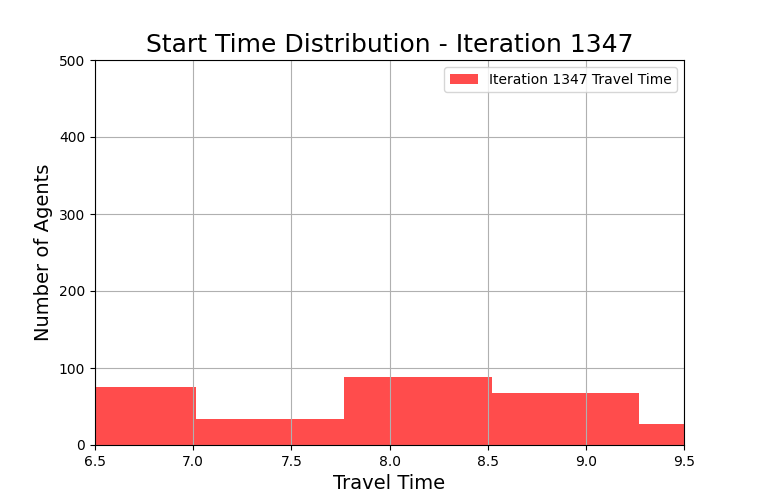 Start Time Distribution - Iteration 1347
Iteration 1347 Travel Time
Number of Agents
500
400
300
200
100
0
6.5 7.0 7.5 8.0 8.5 9.0 9.5
Travel Time